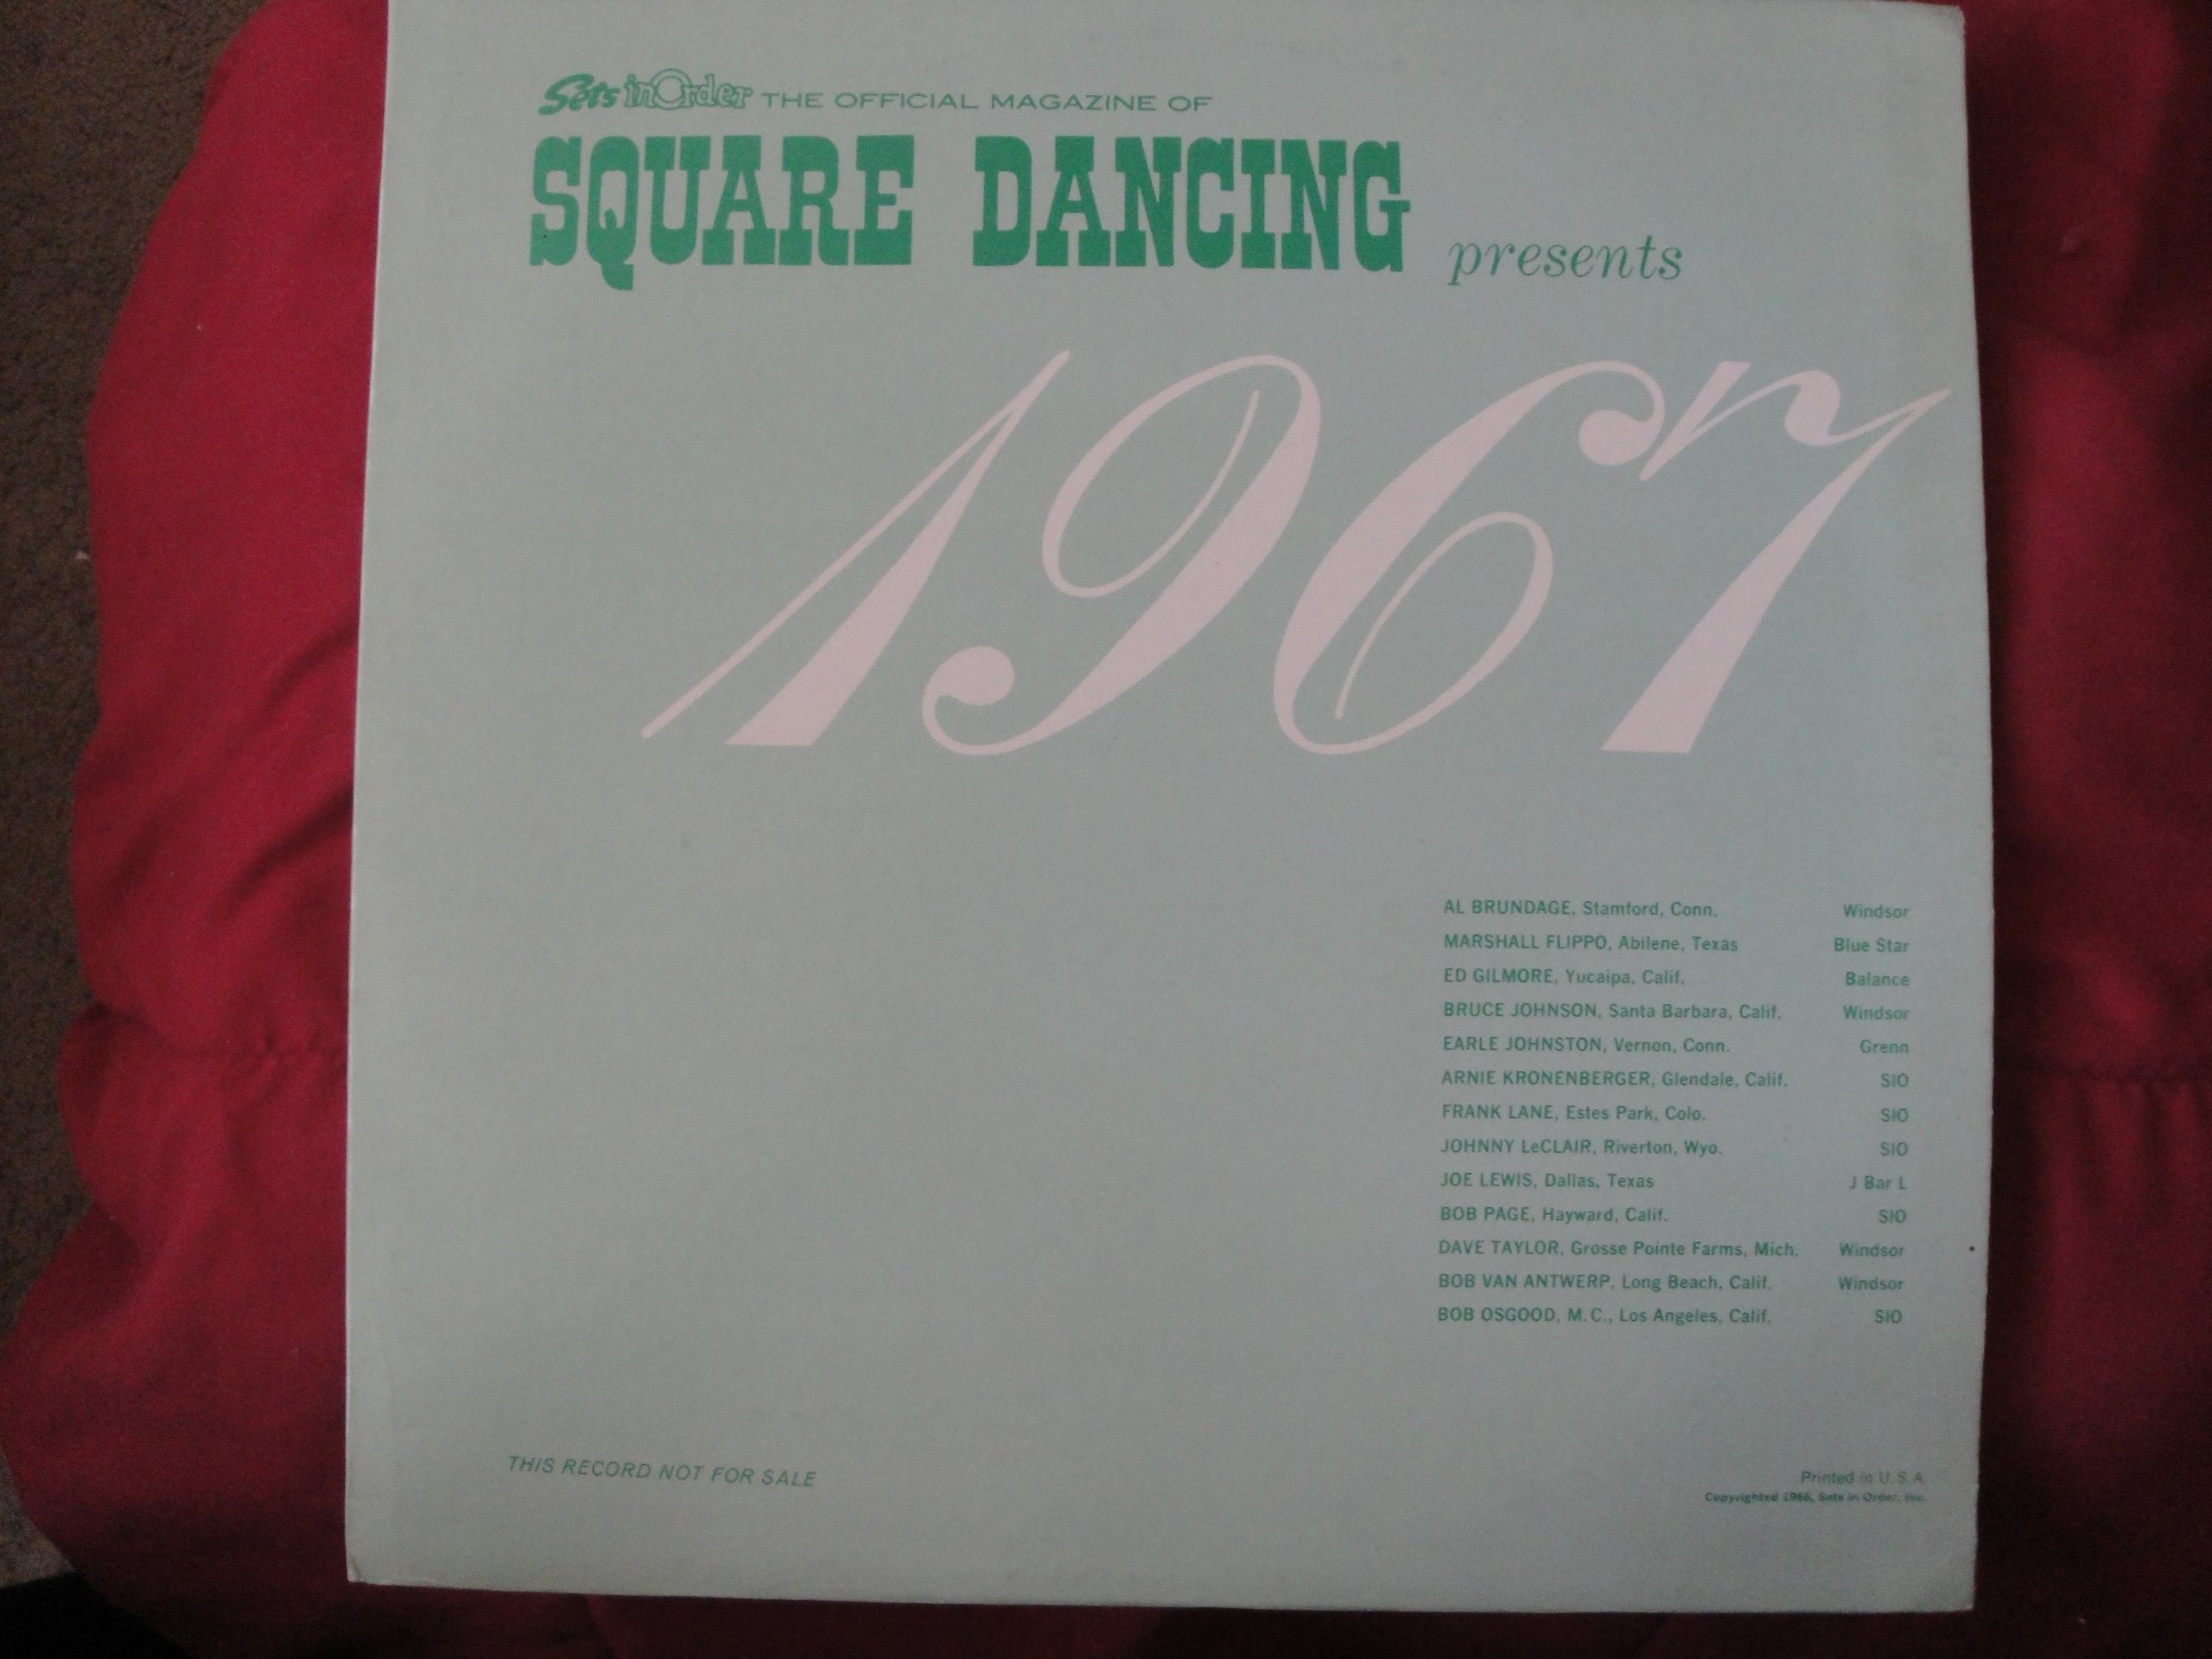 Sets in Order THE OFFICIAL MAGAZINE OF
SQUARE DANCING presents
1967
AL BRUNDAGE, Stamford, Conn. Windsor
MARSHALL FLIPPO, Abilene, Texas Blue Star
ED GILMORE, Yucaipa, Calif. Balance
BRUCE JOHNSON, Santa Barbara, Calif. Windsor
EARLE JOHNSTON, Vernon, Conn. Grenn
ARNIE KRONENBERGER, Glendale, Calif. SIO
FRANK LANE, Estes Park, Colo. SIO
JOHNNY LeCLAIR, Riverton, Wyo. SIO
JOE LEWIS, Dallas, Texas J Bar L
BOB PAGE, Hayward, Calif. SIO
DAVE TAYLOR, Grosse Pointe Farms, Mich. Windsor
BOB VAN ANTWERP, Long Beach, Calif. Windsor
BOB OSGOOD, M.C., Los Angeles, Calif. SIO
THIS RECORD NOT FOR SALE
Printed in U.S.A.
Copyrighted 1966, Sets in Order, Inc.